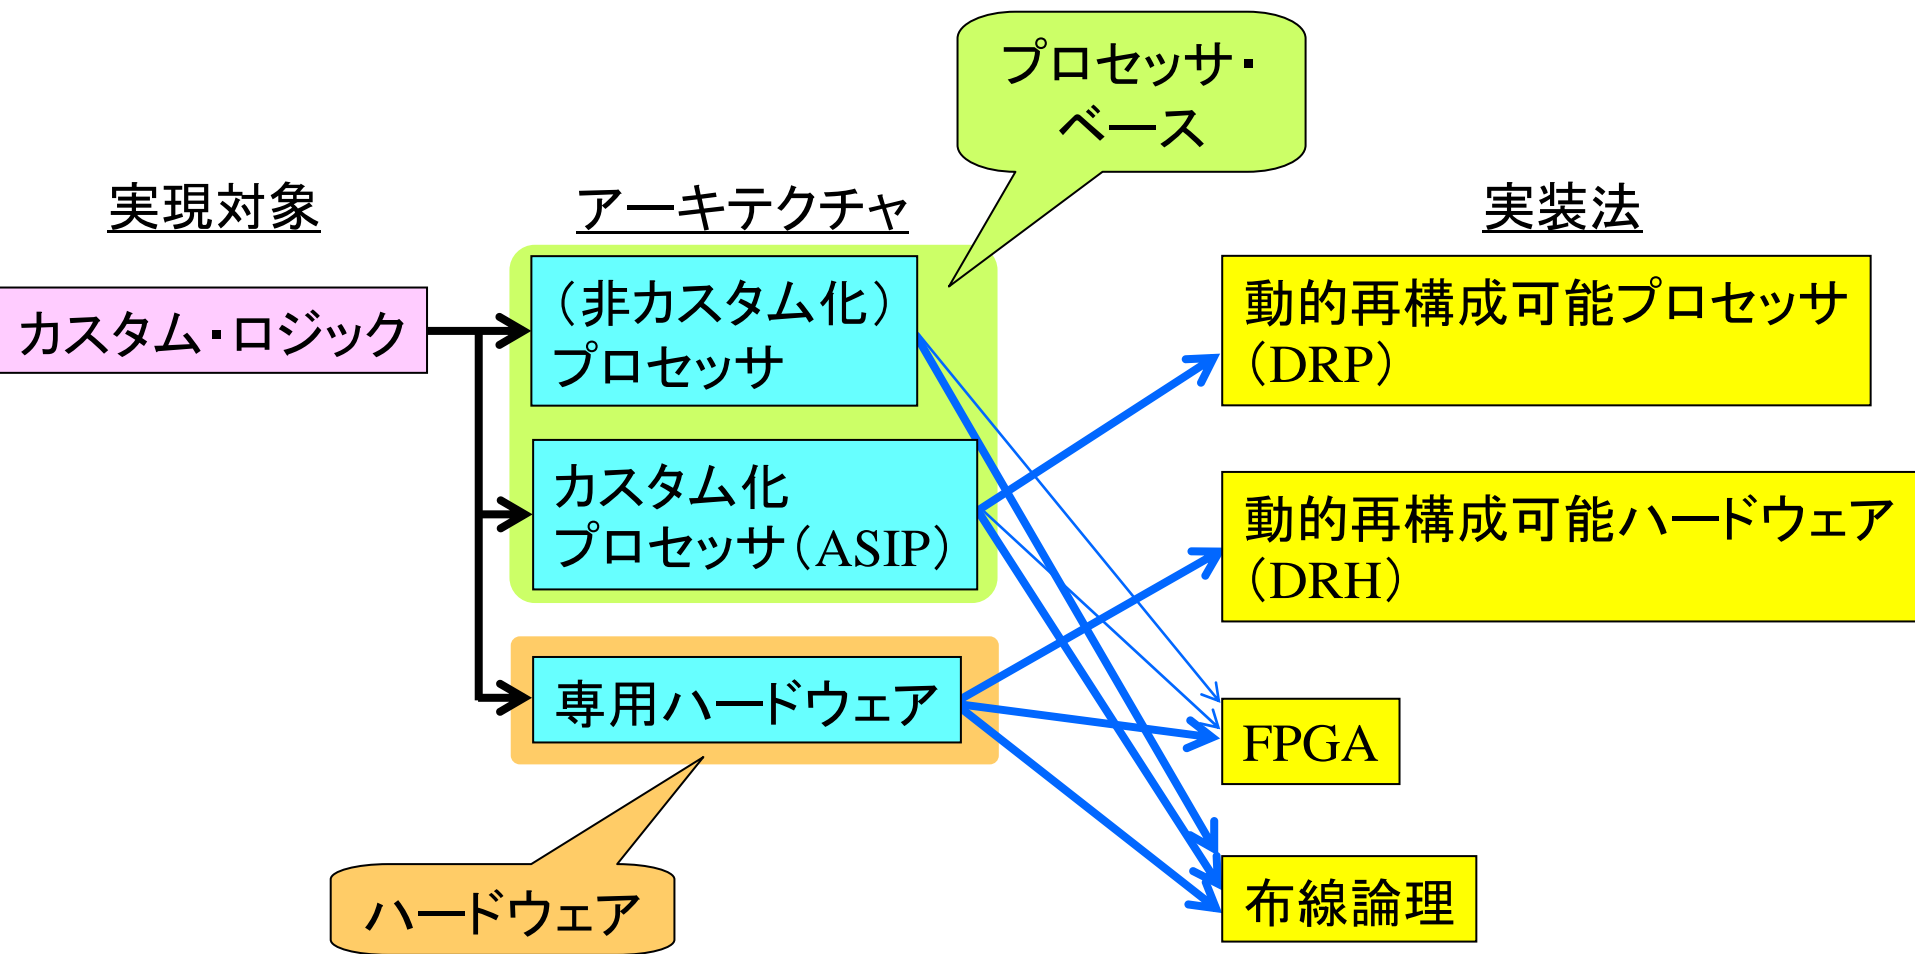 プロセッサ・
ベース
実現対象
アーキテクチャ
実装法
カスタム・ロジック
（非カスタム化）
プロセッサ
カスタム化
プロセッサ（ASIP）
専用ハードウェア
ハードウェア
動的再構成可能プロセッサ
（DRP）
動的再構成可能ハードウェア
（DRH）
FPGA
布線論理